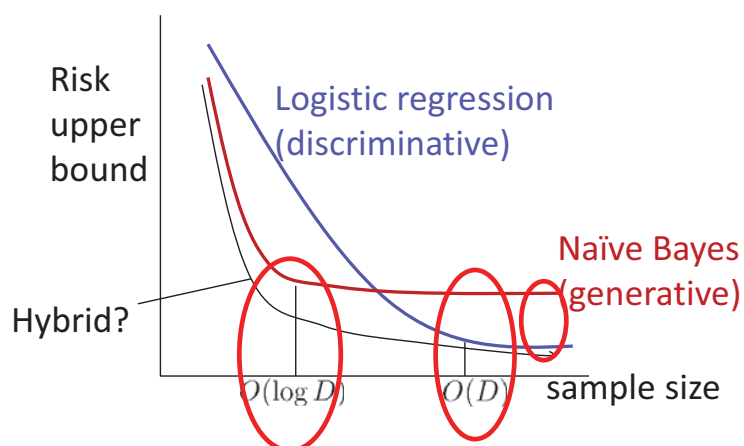 Risk
upper
bound
Logistic regression
(discriminative)
Naïve Bayes
(generative)
Hybrid?
O(log D)
O(D)
sample size